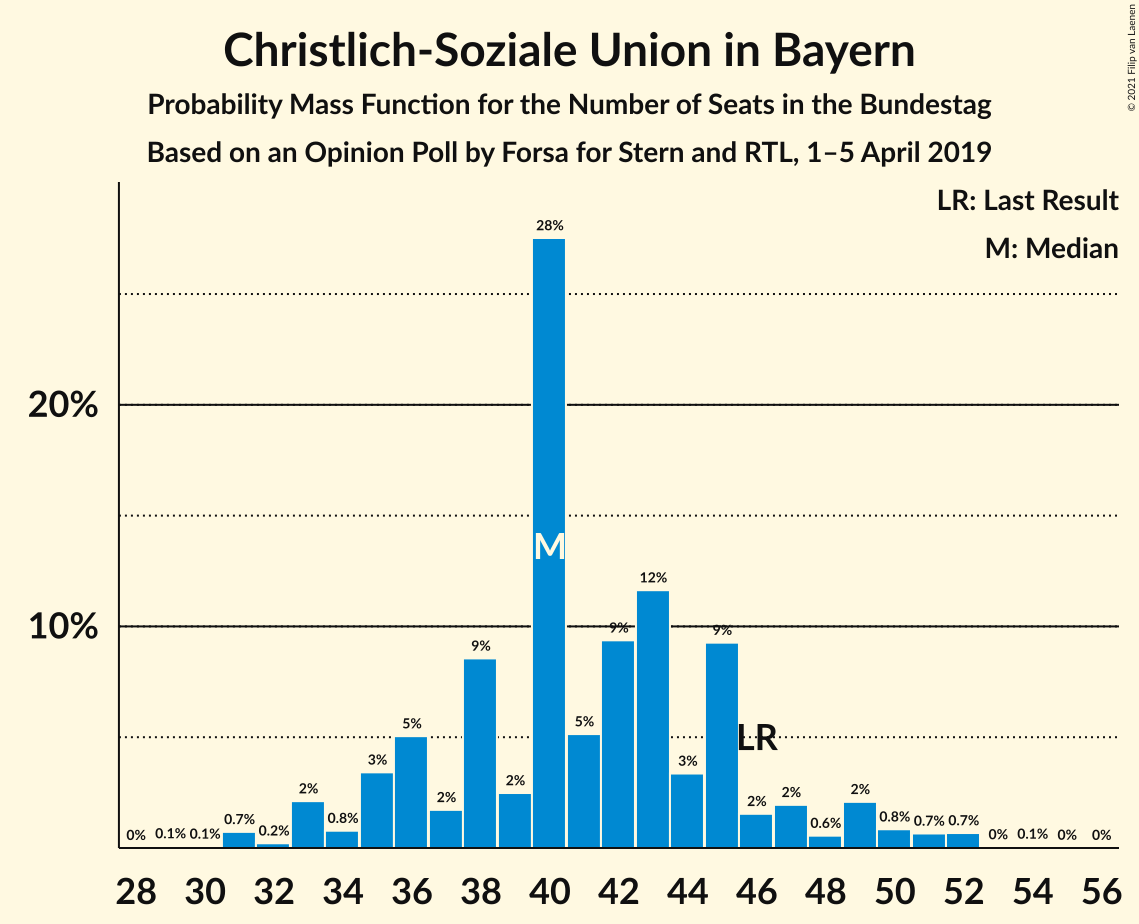 Christlich-Soziale Union in Bayern
Probability Mass Function for the Number of Seats in the Bundestag
Based on an Opinion Poll by Forsa for Stern and RTL, 1–5 April 2019
© 2021 Filip van Laenen
LR: Last Result
M: Median
20%
10%
0% 0.1% 0.1% 0.7% 0.2% 2% 0.8% 3% 5% 2% 9% 2% 28% 5% 9% 12% 3% 9% 2% 2% 0.6% 2% 0.8% 0.7% 0.7% 0% 0.1% 0% 0%
M
LR
28 30 32 34 36 38 40 42 44 46 48 50 52 54 56